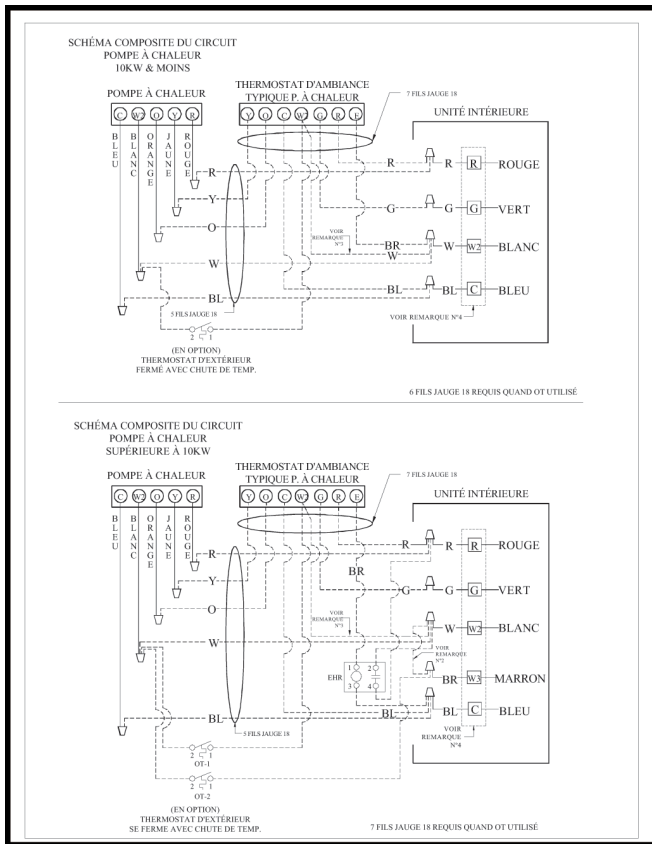 SCHÉMA COMPOSITE DU CIRCUIT
POMPE À CHALEUR
10KW & MOINS
POMPE À CHALEUR
THERMOSTAT D'AMBIANCE
TYPIQUE P. À CHALEUR
7 FILS JAUGE 18
UNITÉ INTÉRIEURE
C W2 O Y R
Y O C W2 G R E
BLEU
BLANC
ORANGE
JAUNE
ROUGE
R
R R R ROUGE
Y
G G G VERT
O
VOIR
REMARQUE
N°3
BR
W
W W2 BLANC
W
BL
BL BL C BLEU
5 FILS JAUGE 18
VOIR REMARQUE N°4
2 1
(EN OPTION)
THERMOSTAT D'EXTÉRIEUR
FERMÉ AVEC CHUTE DE TEMP.
6 FILS JAUGE 18 REQUIS QUAND OT UTILISÉ
SCHÉMA COMPOSITE DU CIRCUIT
POMPE À CHALEUR
SUPÉRIEURE À 10KW
POMPE À CHALEUR
THERMOSTAT D'AMBIANCE
TYPIQUE P. À CHALEUR
7 FILS JAUGE 18
UNITÉ INTÉRIEURE
C W2 O Y R
Y O C W2 G R E
BLEU
BLANC
ORANGE
JAUNE
ROUGE
R
R R R ROUGE
BR
Y
G G G VERT
O
VOIR
REMARQUE
N°3
W W2 BLANC
W
VOIR
REMARQUE
N°2
EHR
1 2
3 4
BR W3 MARRON
BL
BL BL C BLEU
5 FILS JAUGE 18
VOIR
REMARQUE
N°4
2 1
OT-1
2 1
OT-2
(EN OPTION)
THERMOSTAT D'EXTÉRIEUR
SE FERME AVEC CHUTE DE TEMP.
7 FILS JAUGE 18 REQUIS QUAND OT UTILISÉ